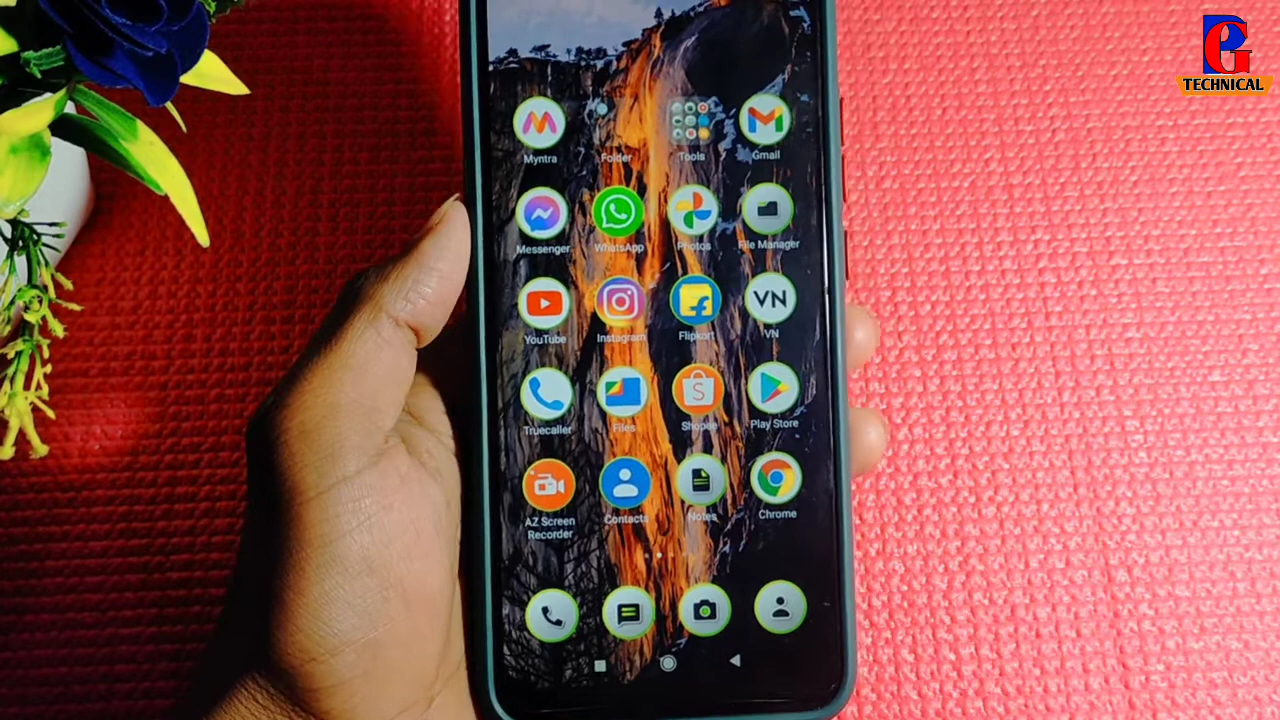 PG
TECHNICAL
Myntra
Folder
Tools
Gmail
Messenger
WhatsApp
Photos
File Manager
VN
YouTube
Instagram
Flipkart
VN
Truecaller
Files
S
Shopee
Play Store
AZ Screen
Recorder
Contacts
Notes
Chrome